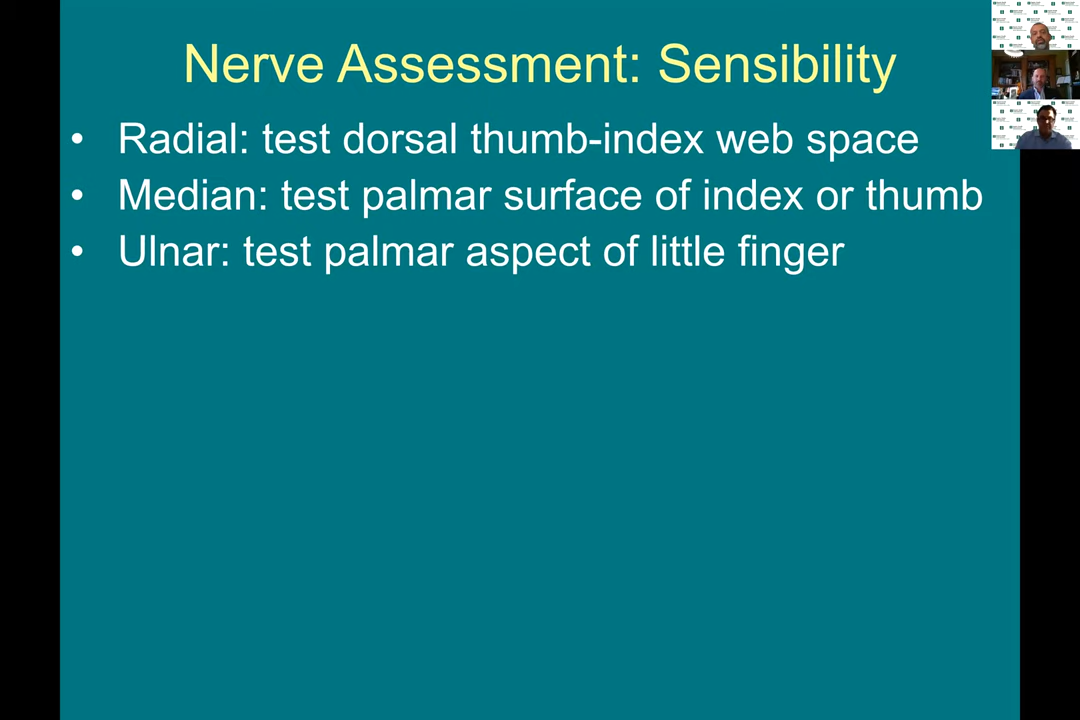 Nerve Assessment: Sensibility
• Radial: test dorsal thumb-index web space
• Median: test palmar surface of index or thumb
• Ulnar: test palmar aspect of little finger